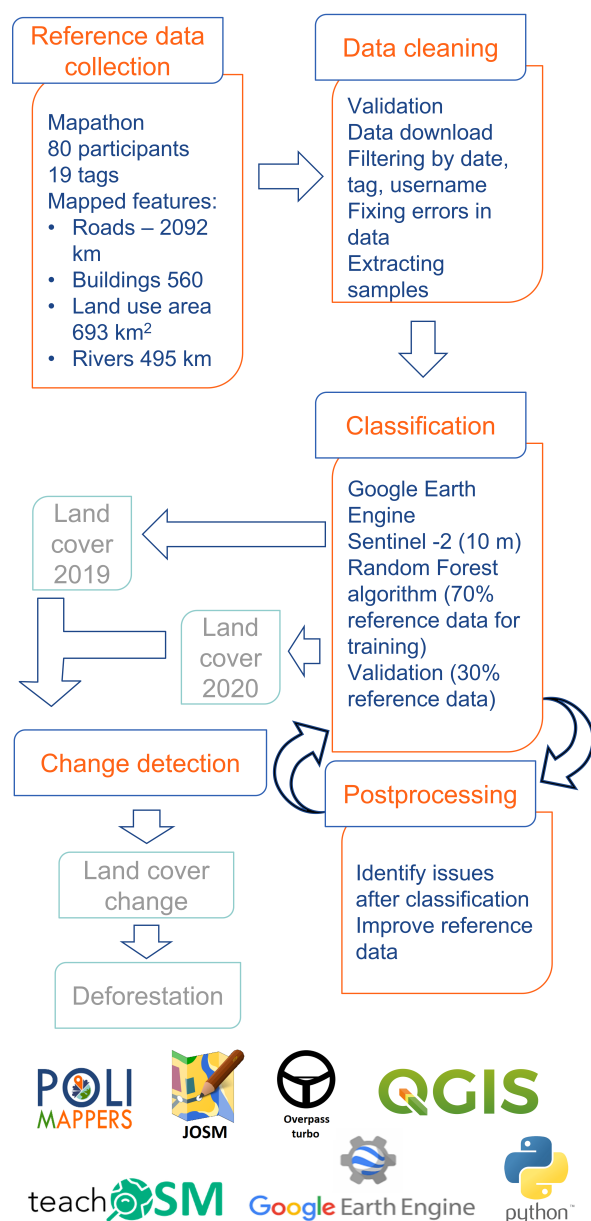 Reference data
collection
Mapathon
80 participants
19 tags
Mapped features:
• Roads – 2092
km
• Buildings 560
• Land use area
693 km²
• Rivers 495 km
Data cleaning
Validation
Data download
Filtering by date,
tag, username
Fixing errors in
data
Extracting
samples
Classification
Google Earth
Engine
Sentinel -2 (10 m)
Random Forest
algorithm (70%
reference data for
training)
Validation (30%
reference data)
Land
cover
2019
Land
cover
2020
Change detection
Land cover
change
Deforestation
Postprocessing
Identify issues
after classification
Improve reference
data
POLI
MAPPERS
JOSM
Overpass
turbo
QGIS
teachOSM
Google Earth Engine
python™